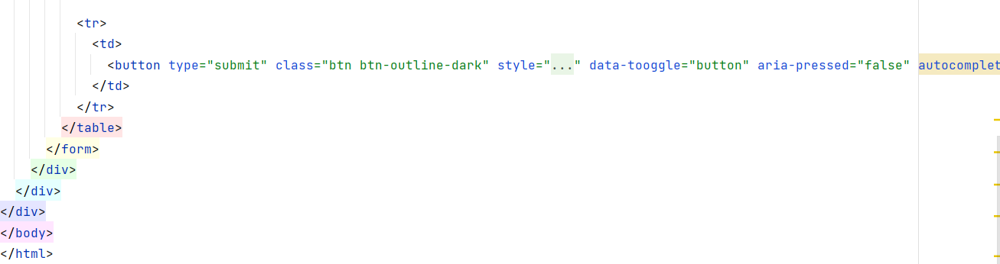 <tr>
<td>
<button type="submit" class="btn btn-outline-dark" style="..." data-tooggle="button" aria-pressed="false" autocomplet
</td>
</tr>
</table>
</form>
</div>
</div>
</div>
</body>
</html>